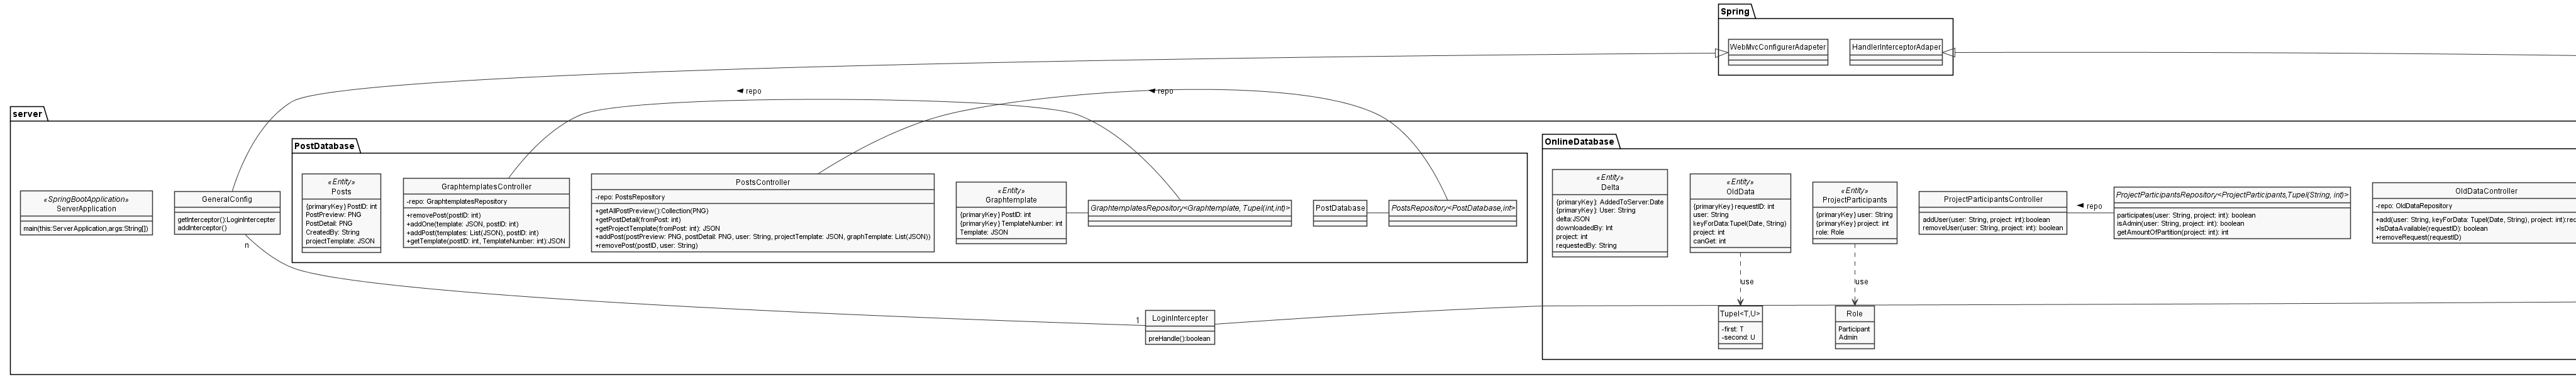 Spring
WebMvcConfigurerAdapeter
HandlerInterceptorAdaper
repo
repo
server
PostDatabase
OnlineDatabase
«SpringBootApplication»
ServerApplication
main(this:ServerApplication,args:String[])
GeneralConfig
getInterceptor():LoginIntercepter
addInterceptor()
«Entity»
Posts
{primaryKey} PostID: int
PostPreview: PNG
PostDetail: PNG
CreatedBy: String
projectTemplate: JSON
GraphtemplatesController
-repo: GraphtemplatesRepository
+removePost(postID: int)
+addOne(template: JSON, postID: int)
+addPost(templates: List(JSON), postID: int)
+getTemplate(postID: int, TemplateNumber: int):JSON
PostsController
-repo: PostsRepository
+getAllPostPreview():Collection(PNG)
+getPostDetail(fromPost: int)
+getProjectTemplate(fromPost: int): JSON
+addPost(postPreview: PNG, postDetail: PNG, user: String, projectTemplate: JSON, graphTemplate: List(JSON))
+removePost(postID, user: String)
«Entity»
Graphtemplate
{primaryKey} PostID: int
{primaryKey} TemplateNumber: int
Template: JSON
GraphtemplatesRepository<Graphtemplate, Tupel(int,int)>
PostDatabase
PostsRepository<PostDatabase,int>
«Entity»
Delta
{primaryKey}: AddedToServer:Date
{primaryKey} User: String
delta:JSON
downloadedBy: Int
project: int
requestedBy: String
«Entity»
OldData
{primaryKey} requestID: int
user: String
keyForData:Tupel(Date, String)
project: int
canGet: int
«Entity»
ProjectParticipants
{primaryKey} user: String
{primaryKey} project: int
role: Role
ProjectParticipantsController
addUser(user: String, project: int):boolean
removeUser(user: String, project: int): boolean
repo
ProjectParticipantsRepository<ProjectParticipants,Tupel(String, int)>
participates(user: String, project: int): boolean
isAdmin(user: String, project: int): boolean
getAmountOfPartition(project: int): int
OldDataController
-repo: OldDataRepository
+add(user: String, keyForData: Tupel(Date, String), project: int):rec
+IsDataAvailable(requestID): boolean
+removeRequest(requestID)
n
1
LoginIntercepter
preHandle():boolean
use
use
Tupel<T,U>
-first: T
-second: U
Role
Participant
Admin